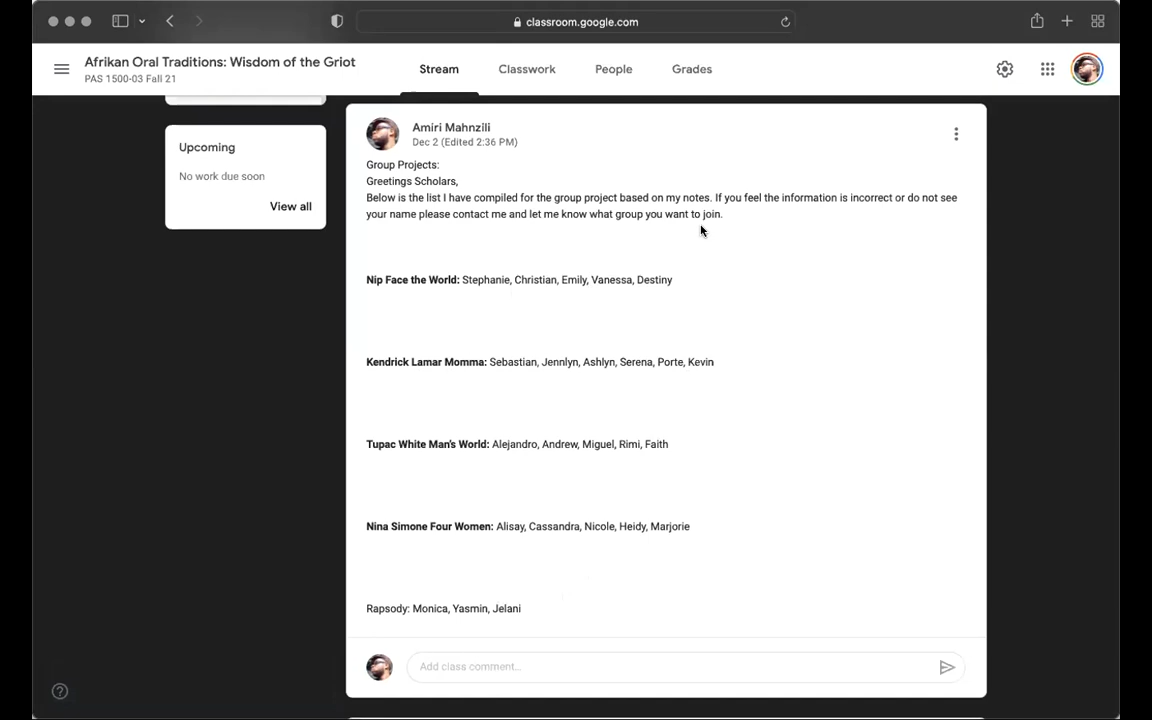 classroom.google.com
Afrikan Oral Traditions: Wisdom of the Griot
PAS 1500-03 Fall 21
Stream
Classwork
People
Grades
Upcoming
No work due soon
View all
Amiri Mahnzili
Dec 2 (Edited 2:36 PM)
Group Projects:
Greetings Scholars,
Below is the list I have compiled for the group project based on my notes. If you feel the information is incorrect or do not see
your name please contact me and let me know what group you want to join.
Nip Face the World: Stephanie, Christian, Emily, Vanessa, Destiny
Kendrick Lamar Momma: Sebastian, Jennlyn, Ashlyn, Serena, Porte, Kevin
Tupac White Man's World: Alejandro, Andrew, Miguel, Rimi, Faith
Nina Simone Four Women: Alisay, Cassandra, Nicole, Heidy, Marjorie
Rapsody: Monica, Yasmin, Jelani
Add class comment...